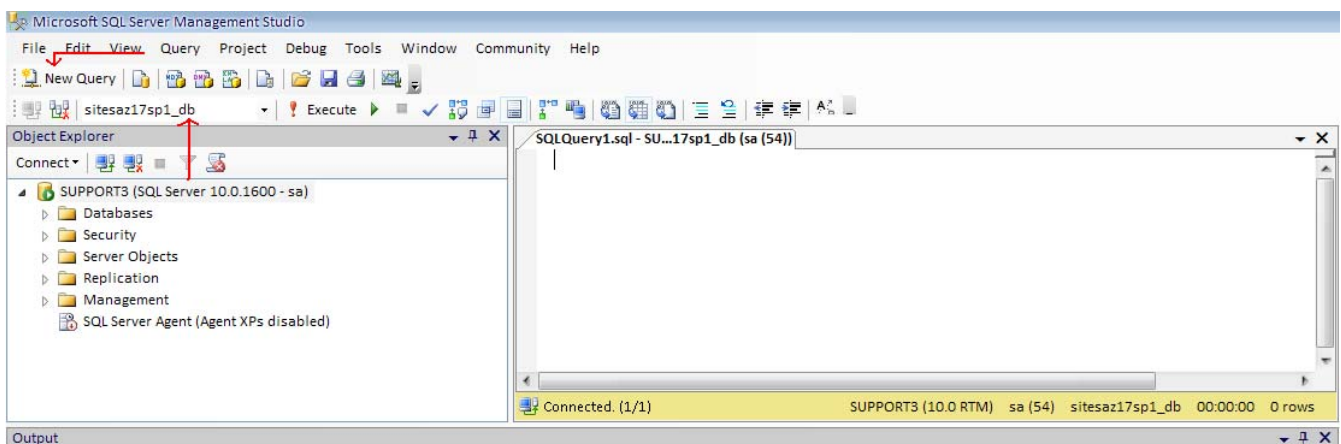 Microsoft SQL Server Management Studio
File Edit View Query Project Debug Tools Window Community Help
New Query
sitesaz17sp1_db Execute
Object Explorer
SQLQuery1.sql - SU...17sp1_db (sa (54))
Connect
SUPPORT3 (SQL Server 10.0.1600 - sa)
Databases
Security
Server Objects
Replication
Management
SQL Server Agent (Agent XPs disabled)
Connected. (1/1) SUPPORT3 (10.0 RTM) sa (54) sitesaz17sp1_db 00:00:00 0 rows
Output